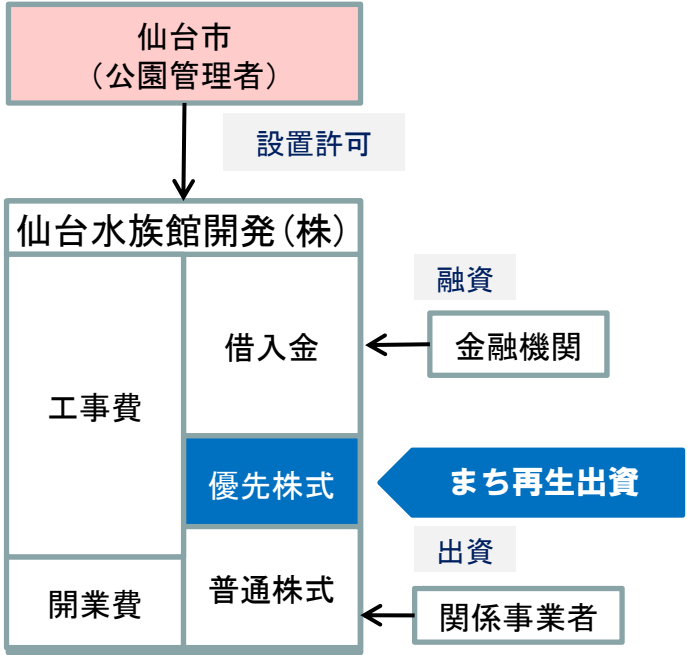 仙台市
（公園管理者）
設置許可
仙台水族館開発（株）
融資
借入金
金融機関
工事費
優先株式
まち再生出資
出資
開業費
普通株式
関係事業者